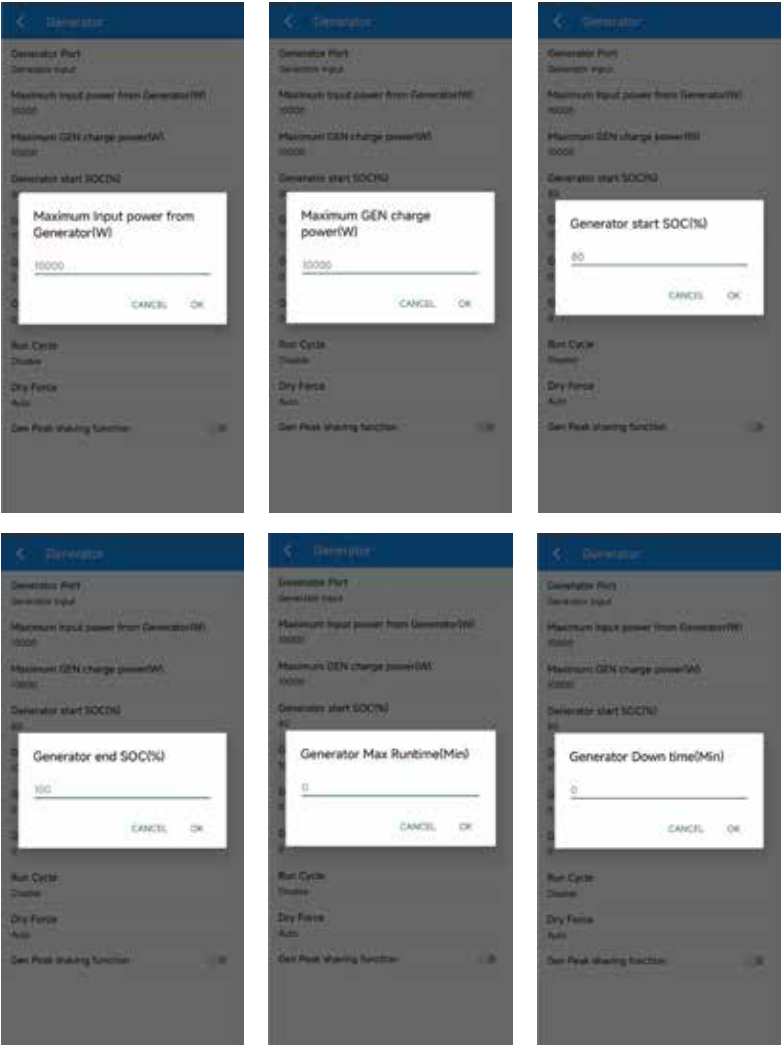 Generator
Generator Port
Generator Input
Maximum Input power from Generator(W)
10000
Maximum GEN charge power(W)
10000
Generator start SOC(%)
Maximum Input power from
Generator(W)
10000
CANCEL OK
Run Cycle
Disable
Dry Force
Auto
Gen Peak shaving function
Generator
Generator Port
Generator Input
Maximum Input power from Generator(W)
10000
Maximum GEN charge power(W)
10000
Generator start SOC(%)
Maximum GEN charge
power(W)
10000
CANCEL OK
Run Cycle
Disable
Dry Force
Auto
Gen Peak shaving function
Generator
Generator Port
Generator Input
Maximum Input power from Generator(W)
10000
Maximum GEN charge power(W)
10000
Generator start SOC(%)
Generator start SOC(%)
80
CANCEL OK
Run Cycle
Disable
Dry Force
Auto
Gen Peak shaving function
Generator
Generator Port
Generator Input
Maximum Input power from Generator(W)
10000
Maximum GEN charge power(W)
10000
Generator start SOC(%)
Generator end SOC(%)
100
CANCEL OK
Run Cycle
Disable
Dry Force
Auto
Gen Peak shaving function
Generator
Generator Port
Generator Input
Maximum Input power from Generator(W)
10000
Maximum GEN charge power(W)
10000
Generator start SOC(%)
Generator Max Runtime(Min)
0
CANCEL OK
Run Cycle
Disable
Dry Force
Auto
Gen Peak shaving function
Generator
Generator Port
Generator Input
Maximum Input power from Generator(W)
10000
Maximum GEN charge power(W)
10000
Generator start SOC(%)
Generator Down time(Min)
0
CANCEL OK
Run Cycle
Disable
Dry Force
Auto
Gen Peak shaving function